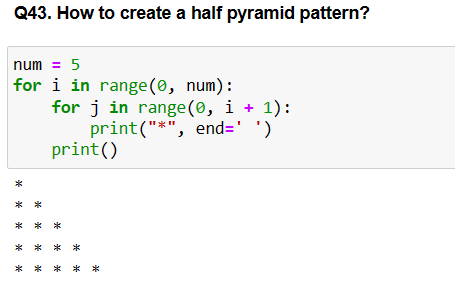 Q43. How to create a half pyramid pattern?
num = 5
for i in range(0, num):
    for j in range(0, i + 1):
        print("*", end=' ')
    print()
*
* *
* * *
* * * *
* * * * *